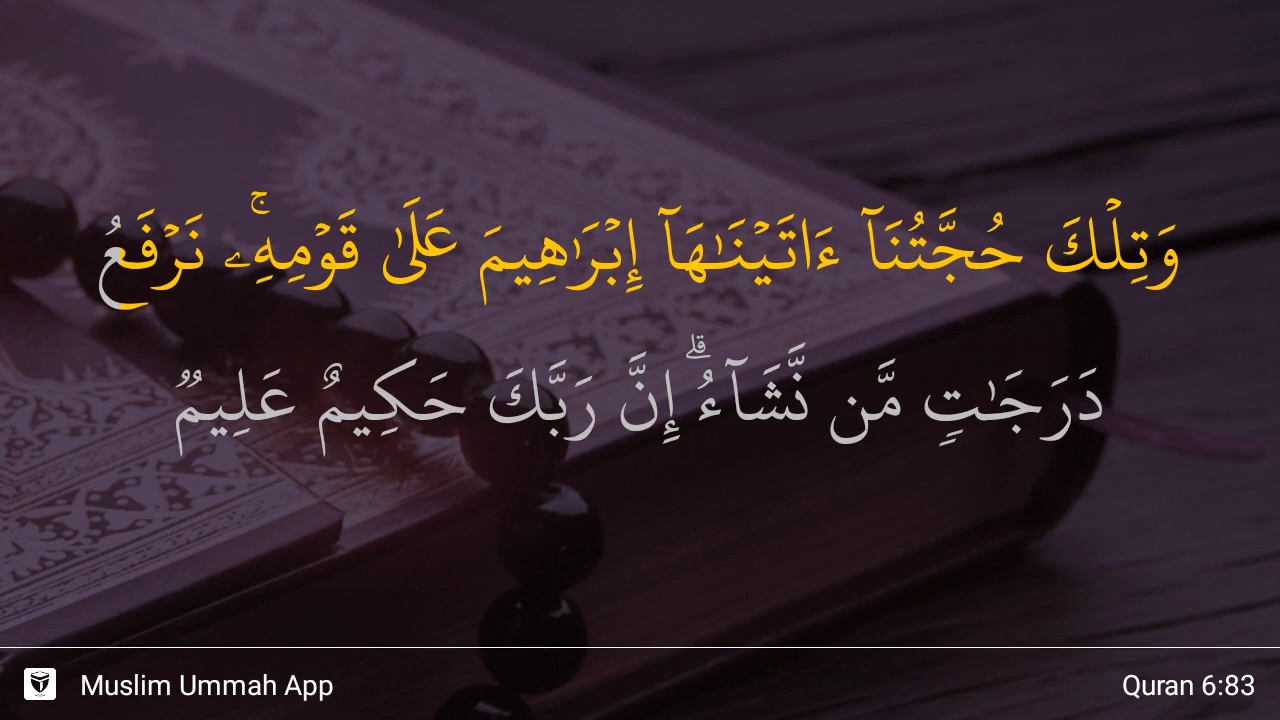 وَتِلْكَ حُجَّتُنَآ ءَاتَيْنَـٰهَآ إِبْرَٰهِيمَ عَلَىٰ قَوْمِهِۦ ۚ نَرْفَعُ
دَرَجَـٰتٍ مَّن نَّشَآءُ ۗ إِنَّ رَبَّكَ حَكِيمٌ عَلِيمٌ
Muslim Ummah App
Quran 6:83